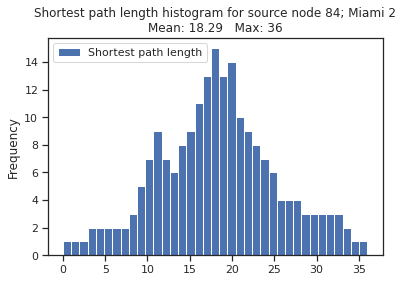 Shortest path length histogram for source node 84; Miami 2
Mean: 18.29   Max: 36
Shortest path length
Frequency
14
12
10
8
6
4
2
0
0 5 10 15 20 25 30 35